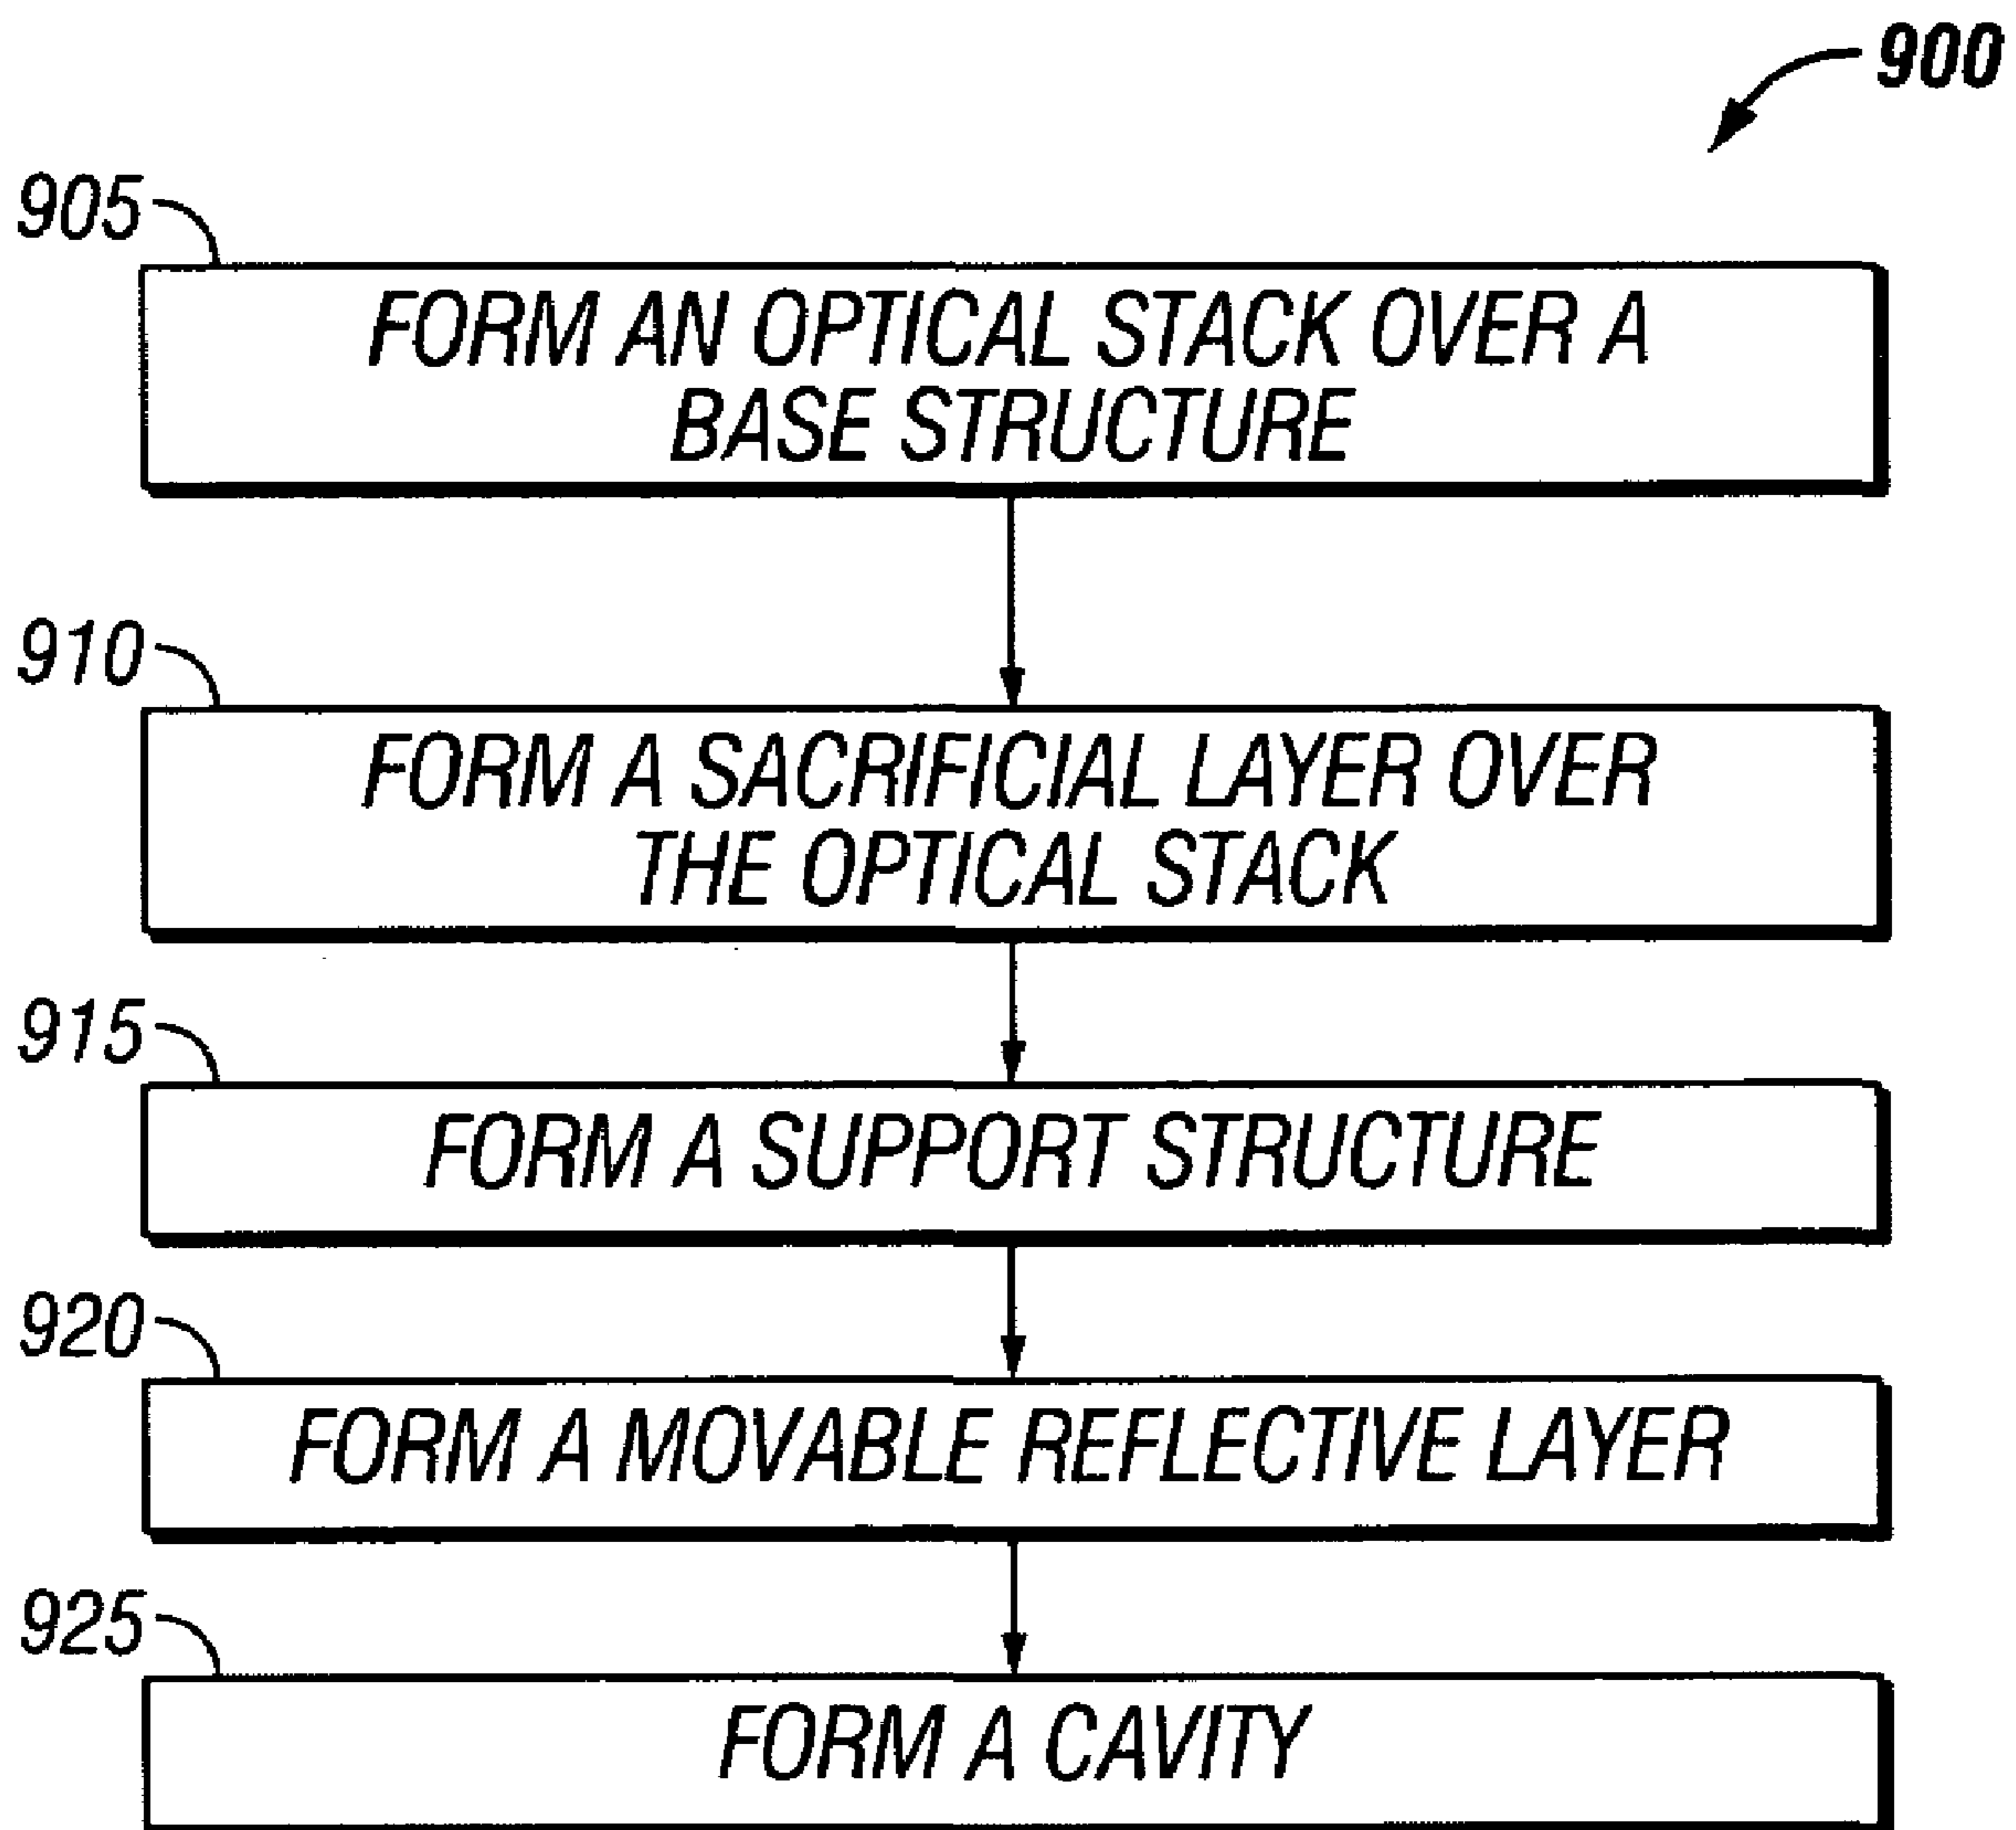 900
905
FORM AN OPTICAL STACK OVER A
BASE STRUCTURE
910
FORM A SACRIFICIAL LAYER OVER
THE OPTICAL STACK
915
FORM A SUPPORT STRUCTURE
920
FORM A MOVABLE REFLECTIVE LAYER
925
FORM A CAVITY